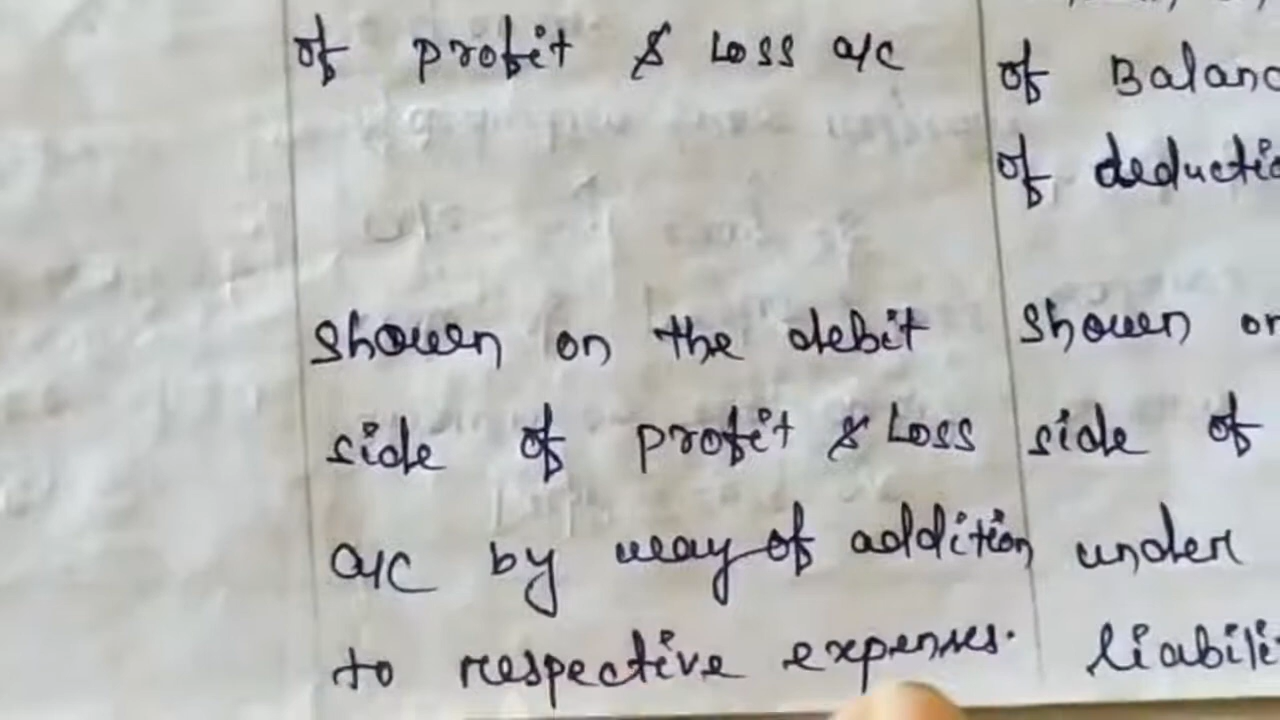 of profit & Loss a/c
shown on the debit
side of profit & Loss
a/c by way of addition
to respective expenses.
of Balanc
of deductio
shown on
side of
under
liabili